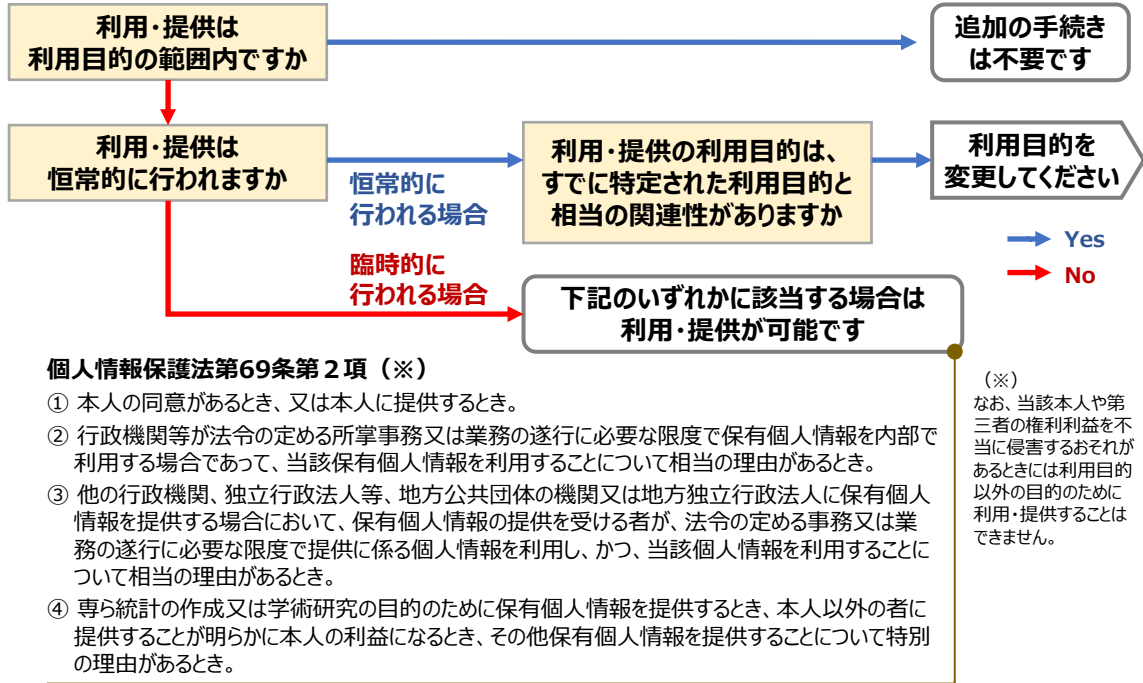 利用・提供は
利用目的の範囲内ですか
追加の手続き
は不要です
利用・提供は
恒常的に行われますか
恒常的に
行われる場合
利用・提供の利用目的は、
すでに特定された利用目的と
相当の関連性がありますか
利用目的を
変更してください
Yes
No
臨時的に
行われる場合
下記のいずれかに該当する場合は
利用・提供が可能です
個人情報保護法第69条第２項（※）
① 本人の同意があるとき、又は本人に提供するとき。
② 行政機関等が法令の定める所掌事務又は業務の遂行に必要な限度で保有個人情報を内部で
利用する場合であって、当該保有個人情報を利用することについて相当の理由があるとき。
③ 他の行政機関、独立行政法人等、地方公共団体の機関又は地方独立行政法人に保有個人
情報を提供する場合において、保有個人情報の提供を受ける者が、法令の定める事務又は業
務の遂行に必要な限度で提供に係る個人情報を利用し、かつ、当該個人情報を利用することに
ついて相当の理由があるとき。
④ 専ら統計の作成又は学術研究の目的のために保有個人情報を提供するとき、本人以外の者に
提供することが明らかに本人の利益になるとき、その他保有個人情報を提供することについて特別
の理由があるとき。
（※）
なお、当該本人や第
三者の権利利益を不
当に侵害するおそれが
あるときには利用目的
以外の目的のために
利用・提供することは
できません。